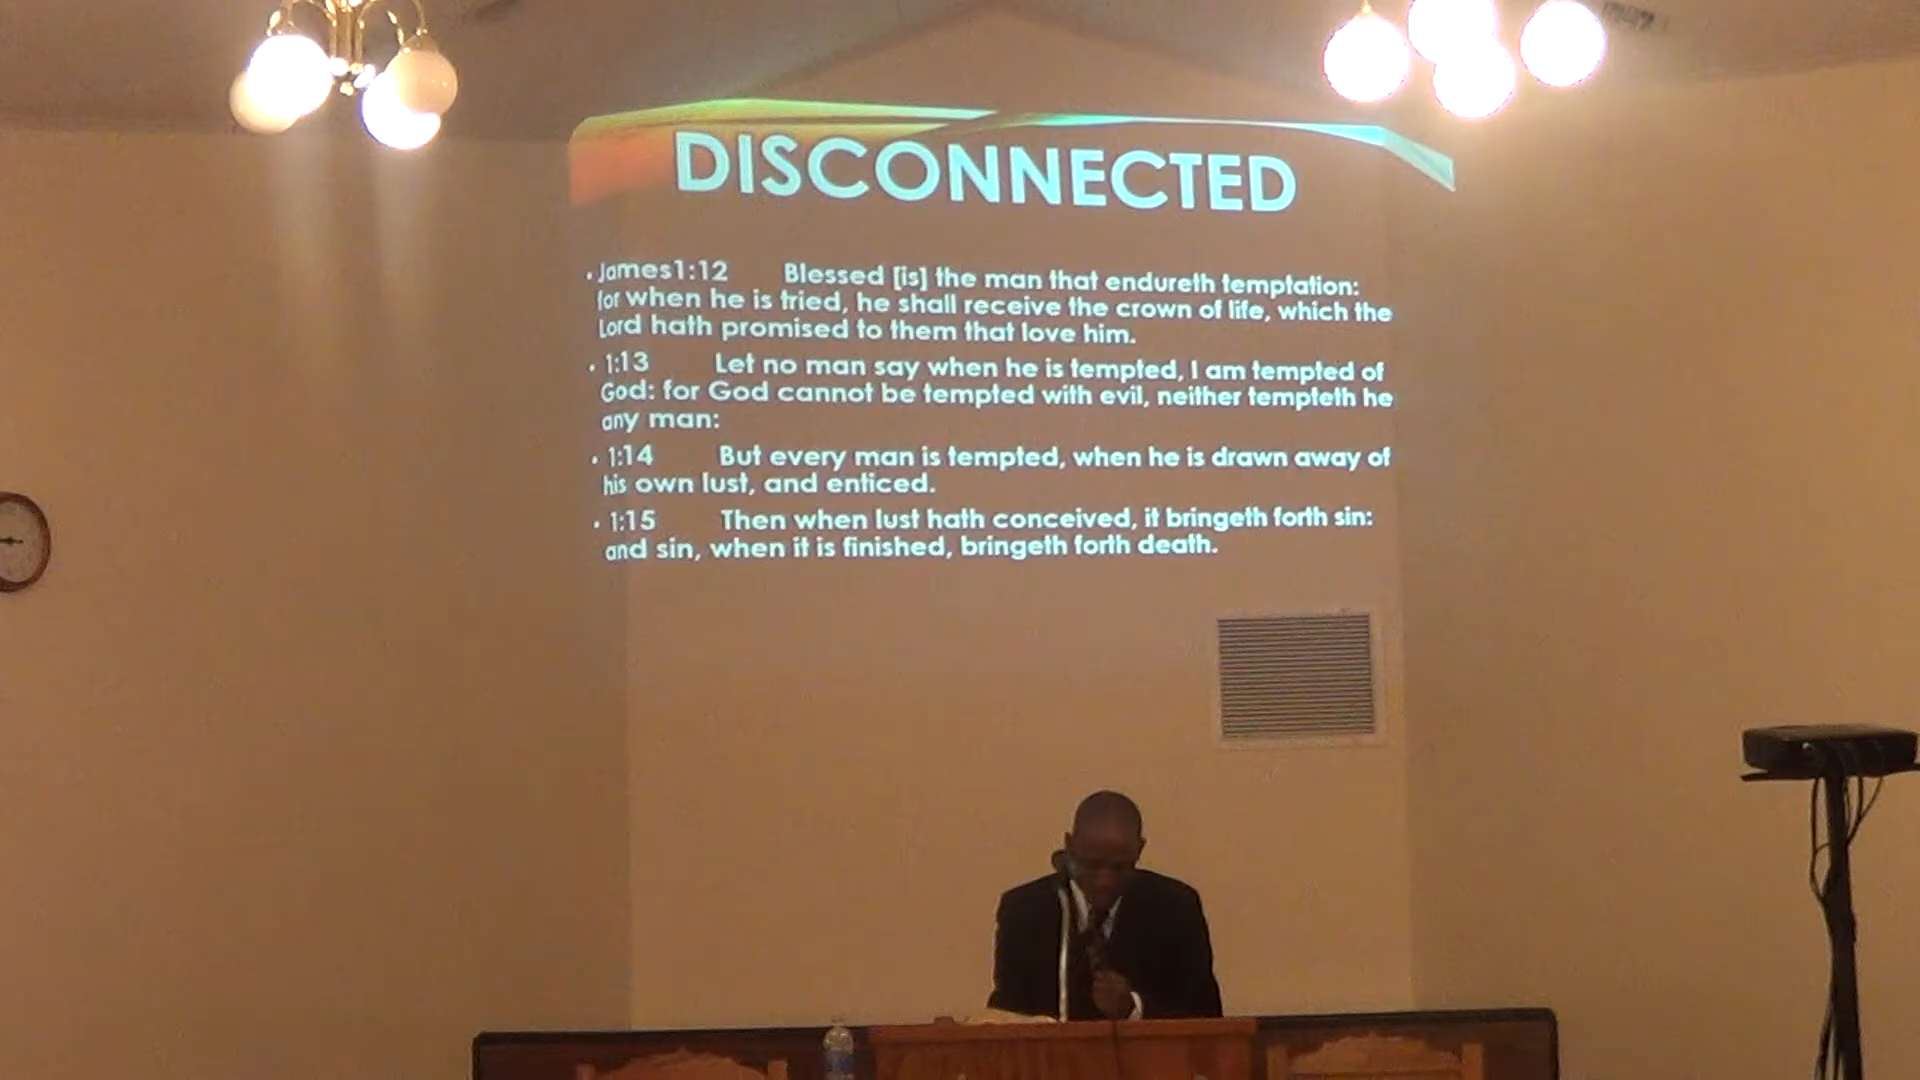 DISCONNECTED
• James1:12 Blessed [is] the man that endureth temptation:
for when he is tried, he shall receive the crown of life, which the
Lord hath promised to them that love him.
• 1:13 Let no man say when he is tempted, I am tempted of
God: for God cannot be tempted with evil, neither tempteth he
any man:
• 1:14 But every man is tempted, when he is drawn away of
his own lust, and enticed.
• 1:15 Then when lust hath conceived, it bringeth forth sin:
and sin, when it is finished, bringeth forth death.